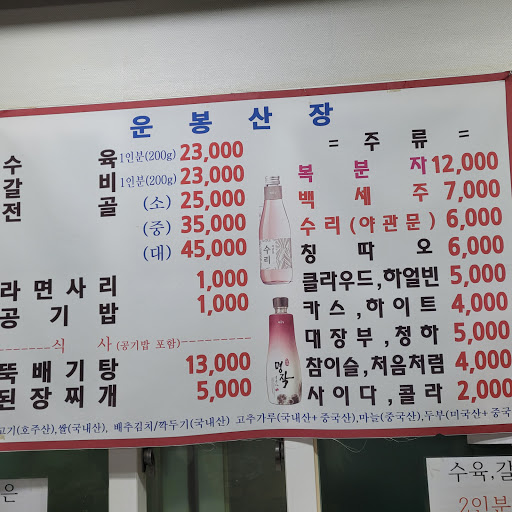 운봉산장
수육 1인분(200g) 23,000
갈비 1인분(200g) 23,000
전골 (소) 25,000
(중) 35,000
(대) 45,000
라면사리 1,000
공기밥 1,000
식사(공기밥 포함)
뚝배기탕 13,000
된장찌개 5,000
= 주류 =
복분자 12,000
백세주 7,000
수리(야관문) 6,000
칭따오 6,000
클라우드,하얼빈 5,000
카스,하이트 4,000
대장부,청하 5,000
참이슬,처음처럼 4,000
사이다,콜라 2,000
수리
명작
고기(호주산),쌀(국내산) 배추김치/깍두기(국내산) 고추가루(국내산+중국산),마늘(중국산),두부(미국산+중국
은
수육,갈
2인분